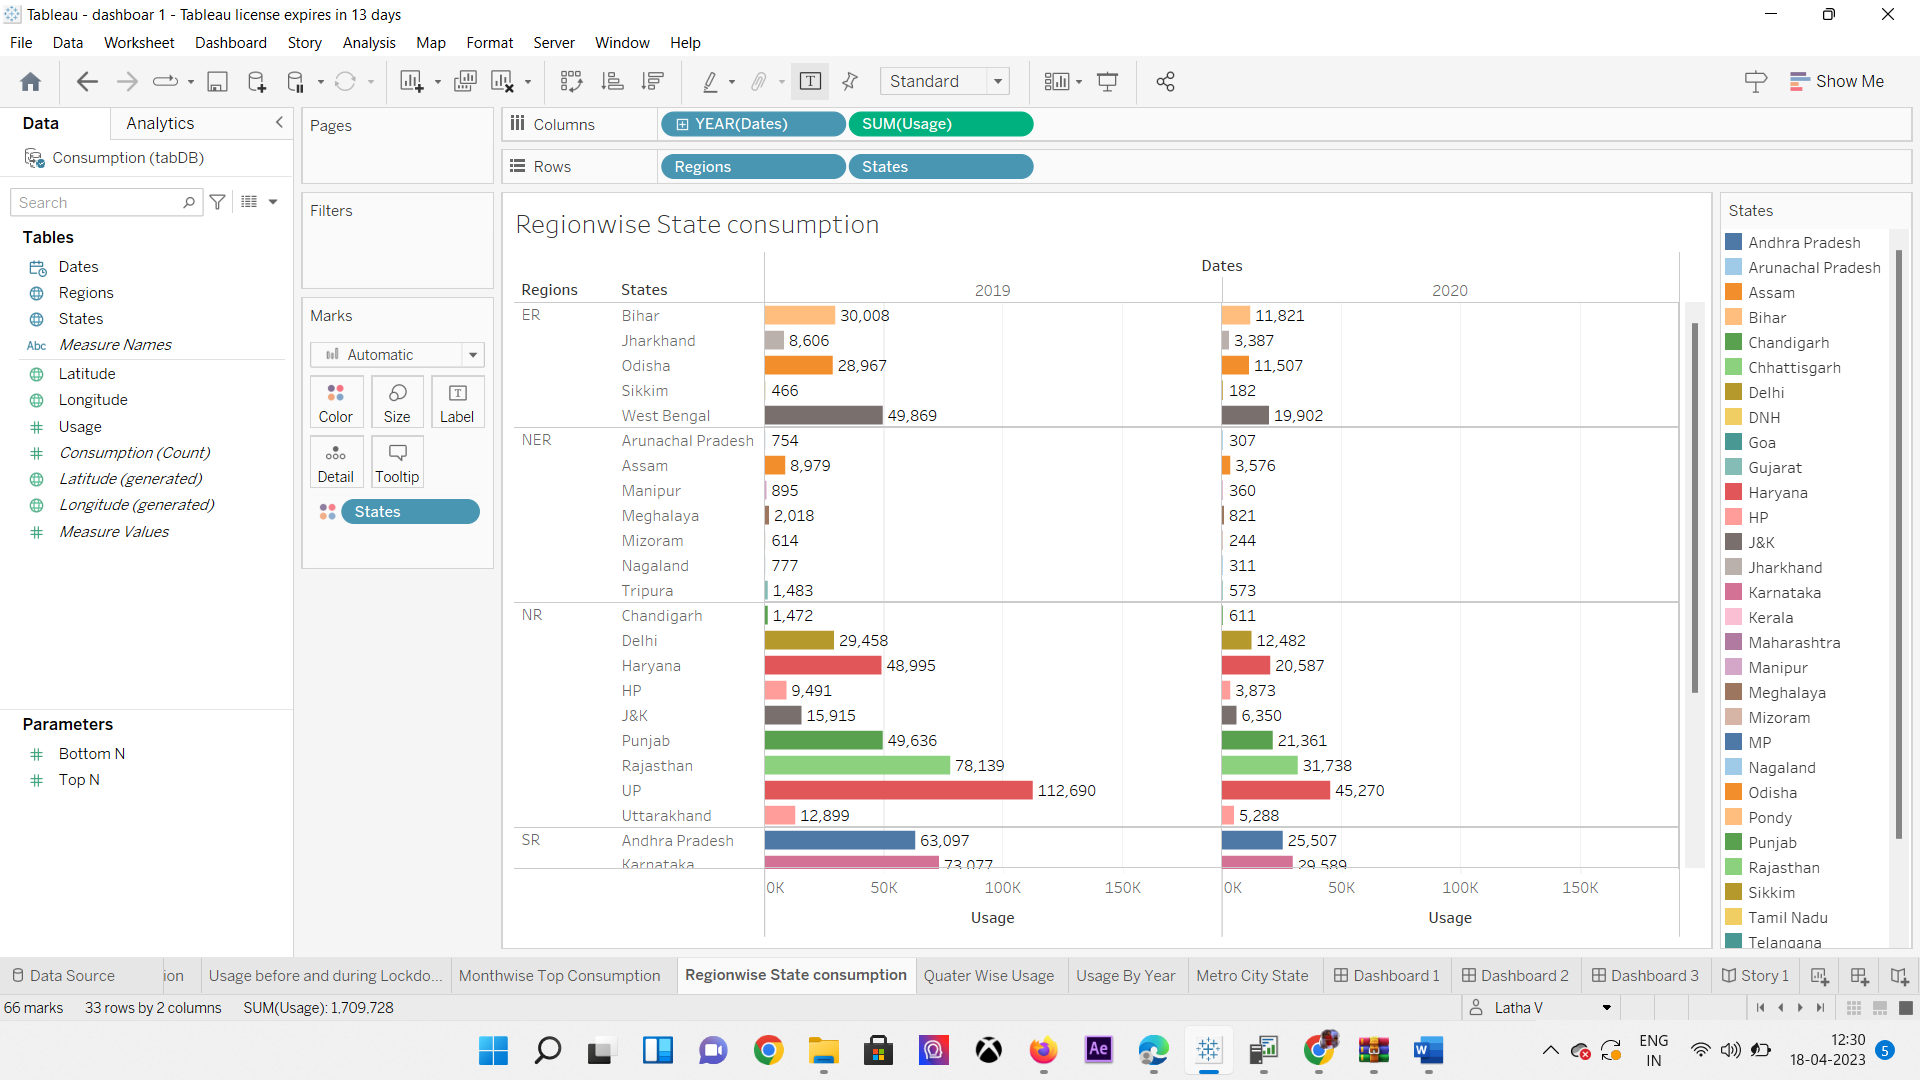 Tableau - dashboar 1 - Tableau license expires in 13 days
File Data Worksheet Dashboard Story Analysis Map Format Server Window Help
Standard
Show Me
Data Analytics
Consumption (tabDB)
Search
Tables
Dates
Regions
States
Abc Measure Names
Latitude
Longitude
Usage
Consumption (Count)
Latitude (generated)
Longitude (generated)
Measure Values
Parameters
Bottom N
Top N
Pages
Filters
Marks
Automatic
Color Size Label
Detail Tooltip
States
Columns YEAR(Dates) SUM(Usage)
Rows Regions States
Regionwise State consumption
Dates
Regions States 2019 2020
ER Bihar 30,008 11,821
Jharkhand 8,606 3,387
Odisha 28,967 11,507
Sikkim 466 182
West Bengal 49,869 19,902
NER Arunachal Pradesh 754 307
Assam 8,979 3,576
Manipur 895 360
Meghalaya 2,018 821
Mizoram 614 244
Nagaland 777 311
Tripura 1,483 573
NR Chandigarh 1,472 611
Delhi 29,458 12,482
Haryana 48,995 20,587
HP 9,491 3,873
J&K 15,915 6,350
Punjab 49,636 21,361
Rajasthan 78,139 31,738
UP 112,690 45,270
Uttarakhand 12,899 5,288
SR Andhra Pradesh 63,097 25,507
Karnataka 73,077 29,589
0K 50K 100K 150K 0K 50K 100K 150K
Usage Usage
States
Andhra Pradesh
Arunachal Pradesh
Assam
Bihar
Chandigarh
Chhattisgarh
Delhi
DNH
Goa
Gujarat
Haryana
HP
J&K
Jharkhand
Karnataka
Kerala
Maharashtra
Manipur
Meghalaya
Mizoram
MP
Nagaland
Odisha
Pondy
Punjab
Rajasthan
Sikkim
Tamil Nadu
Telangana
Data Source ion Usage before and during Lockdo... Monthwise Top Consumption Regionwise State consumption Quater Wise Usage Usage By Year Metro City State Dashboard 1 Dashboard 2 Dashboard 3 Story 1
66 marks 33 rows by 2 columns SUM(Usage): 1,709,728 Latha V
Ae
W
ENG
IN
12:30
18-04-2023
5